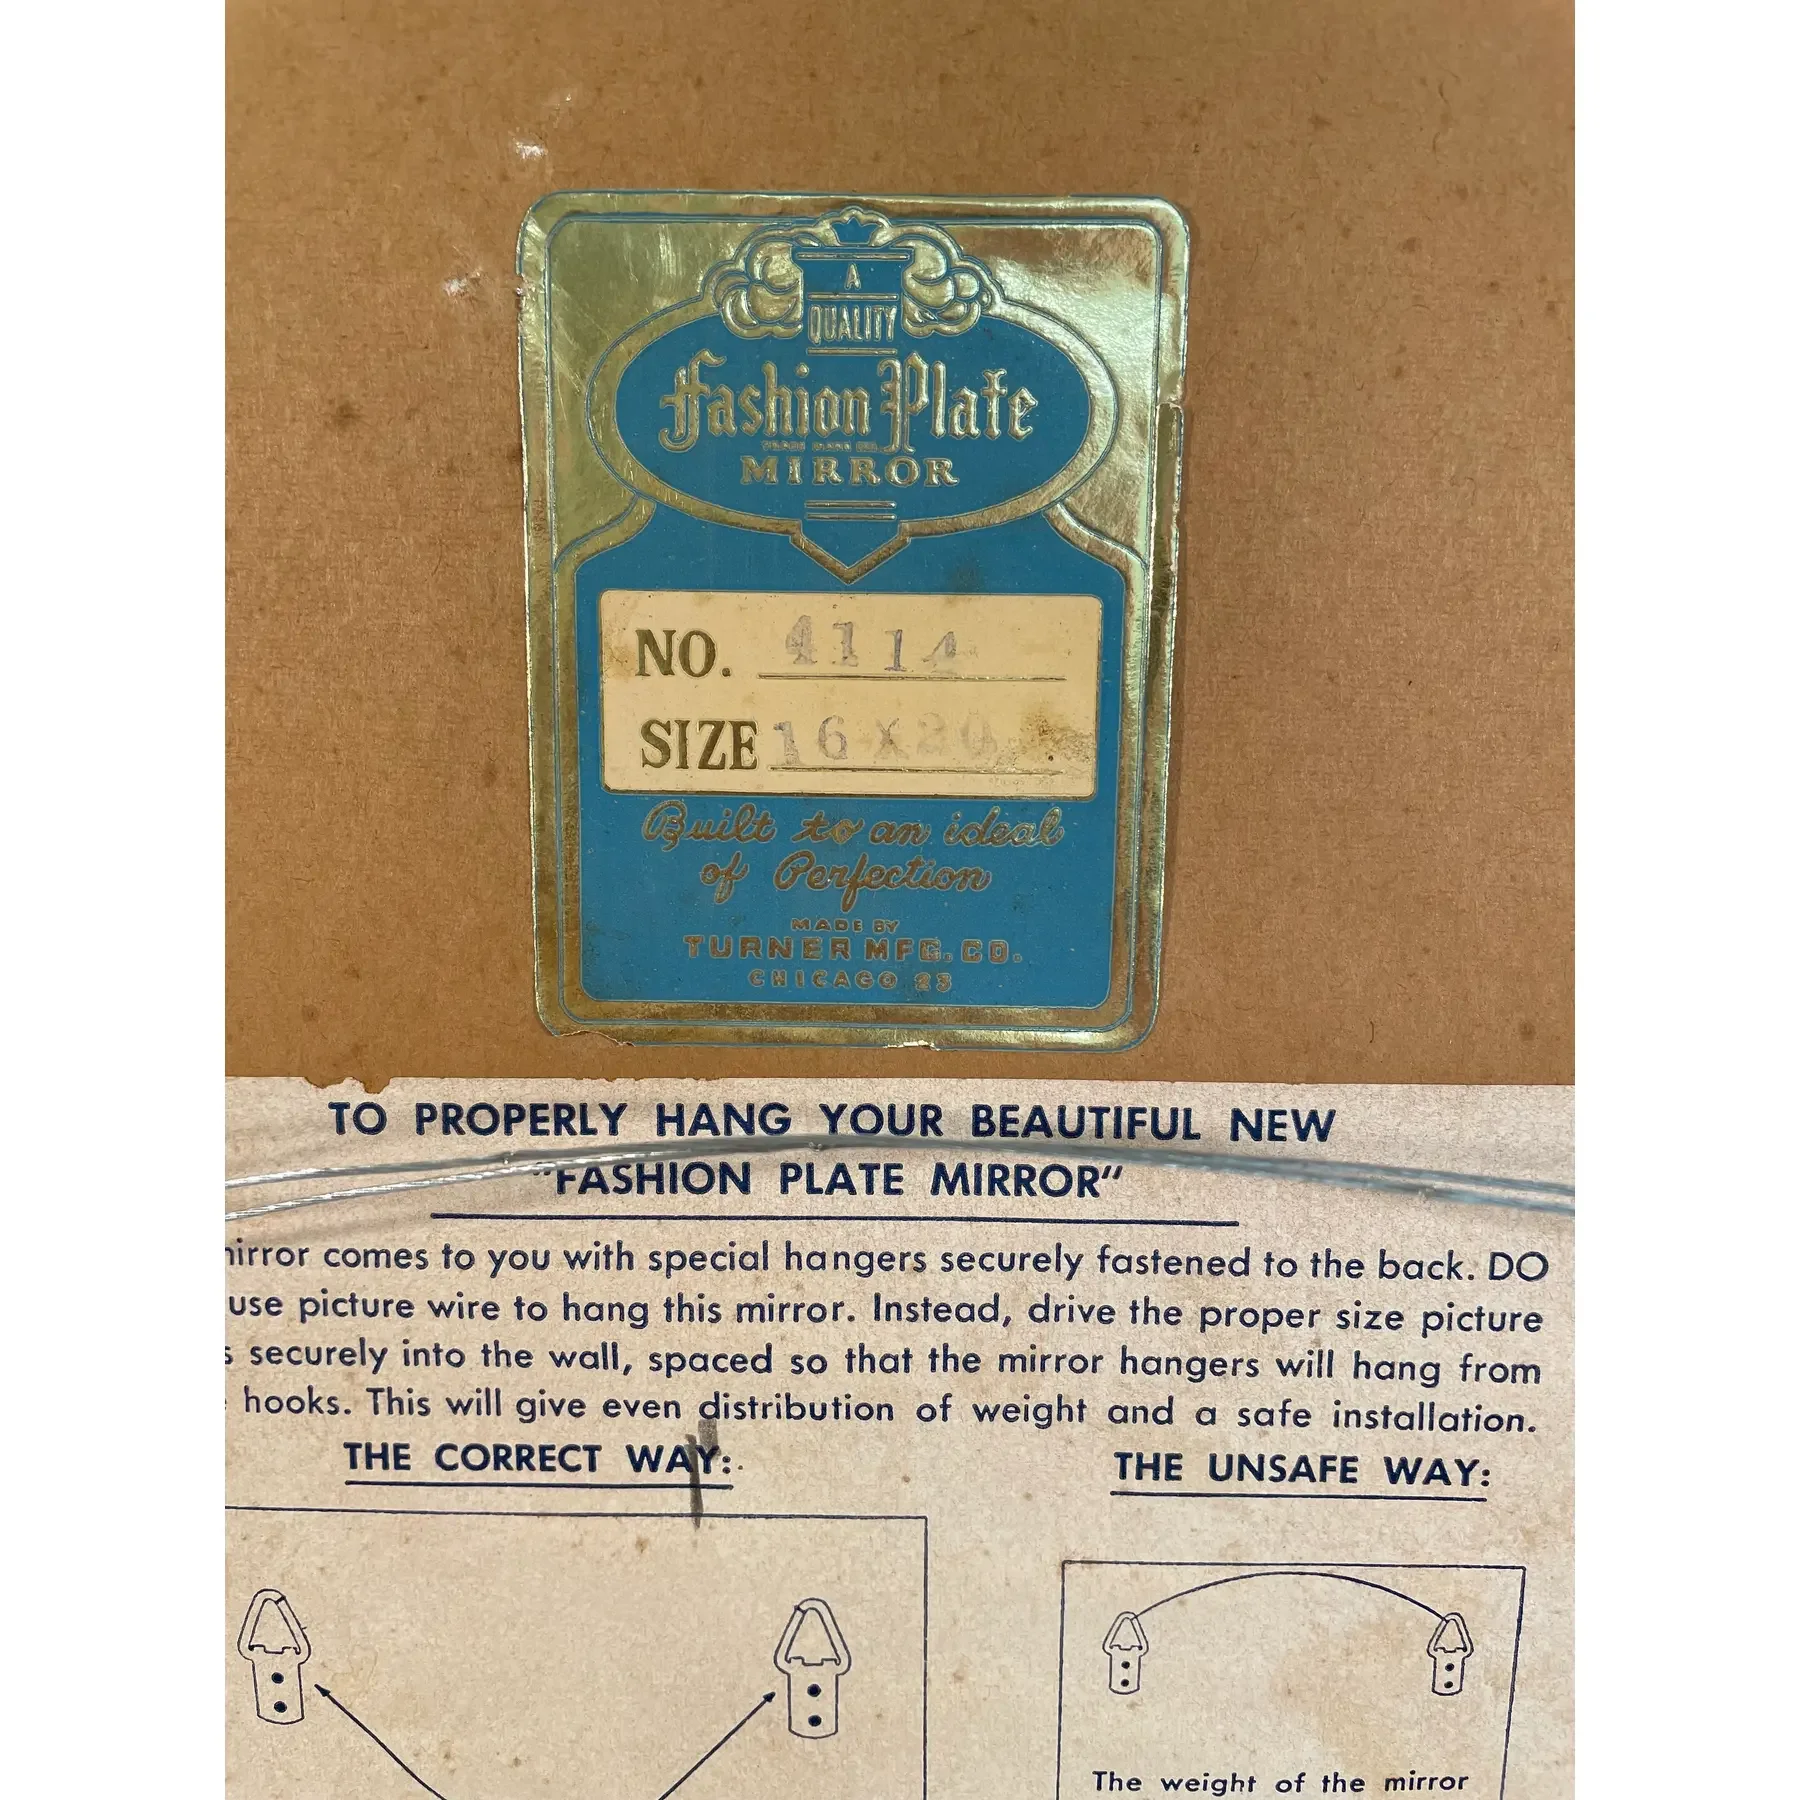 A
QUALITY
Fashion Plate
MIRROR
NO. 4114
SIZE 16X20
Built to an ideal
of Perfection
MADE BY
TURNER MFG. CO.
CHICAGO 23
TO PROPERLY HANG YOUR BEAUTIFUL NEW
"FASHION PLATE MIRROR"
mirror comes to you with special hangers securely fastened to the back. DO
use picture wire to hang this mirror. Instead, drive the proper size picture
s securely into the wall, spaced so that the mirror hangers will hang from
hooks. This will give even distribution of weight and a safe installation.
THE CORRECT WAY:
THE UNSAFE WAY:
The weight of the mirror